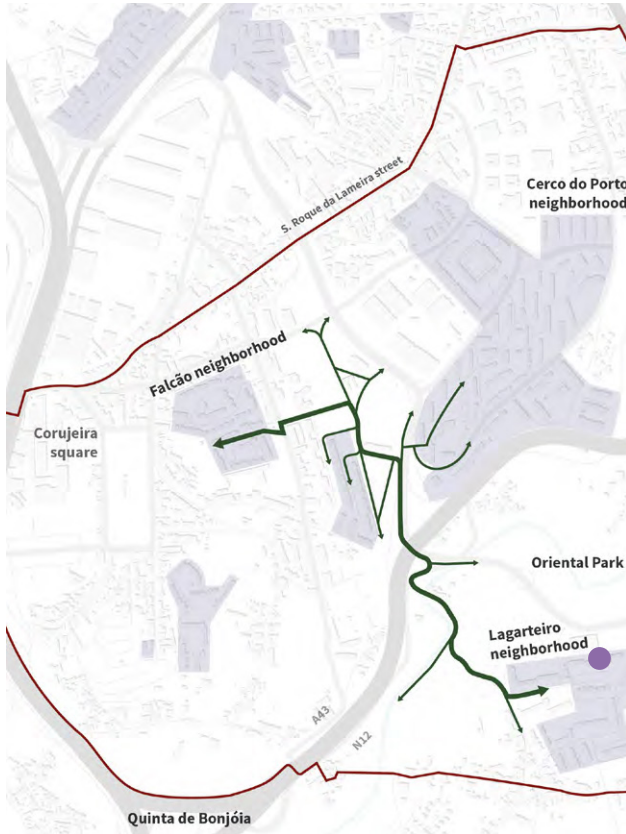 Cerco do Porto
neighborhood
S. Roque da Lameira street
Falcão neighborhood
Corujeira
square
Oriental Park
Lagarteiro
neighborhood
A43
N12
Quinta de Bonjóia